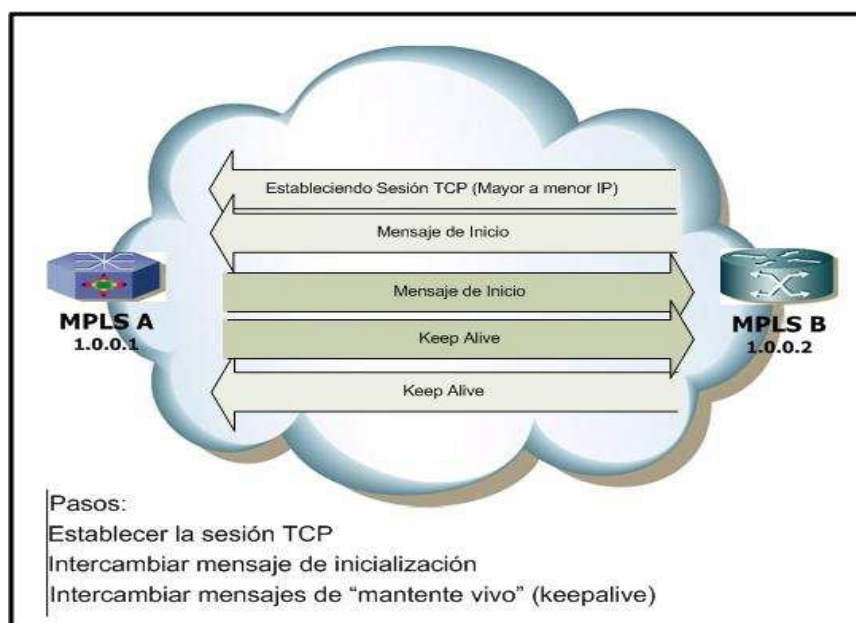 Estableciendo Sesión TCP (Mayor a menor IP)
Mensaje de Inicio
Mensaje de Inicio
Keep Alive
Keep Alive
MPLS A
1.0.0.1
MPLS B
1.0.0.2
Pasos:
Establecer la sesión TCP
Intercambiar mensaje de inicialización
Intercambiar mensajes de “mantente vivo” (keepalive)